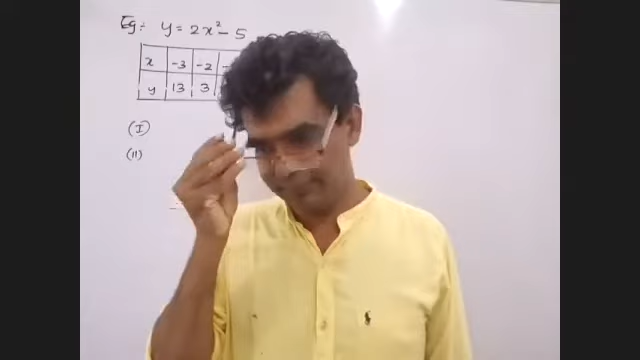 Eg:- y = 2x² - 5
x -3 -2 -
y 13 3
(I)
(II)